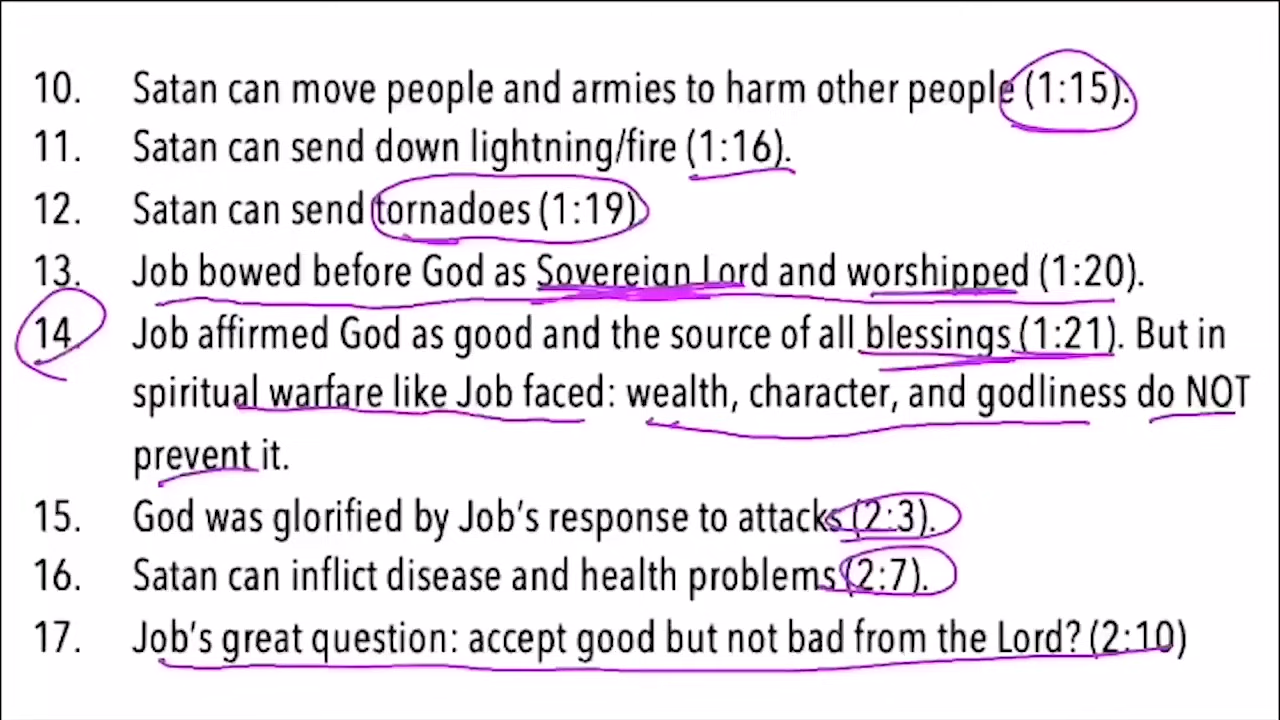 10. Satan can move people and armies to harm other people (1:15).
11. Satan can send down lightning/fire (1:16).
12. Satan can send tornadoes (1:19)
13. Job bowed before God as Sovereign Lord and worshipped (1:20).
14. Job affirmed God as good and the source of all blessings (1:21). But in
spiritual warfare like Job faced: wealth, character, and godliness do NOT
prevent it.
15. God was glorified by Job’s response to attacks (2:3).
16. Satan can inflict disease and health problems (2:7).
17. Job’s great question: accept good but not bad from the Lord? (2:10)